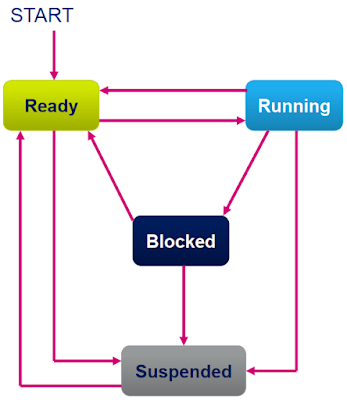 START
Ready
Running
Blocked
Suspended